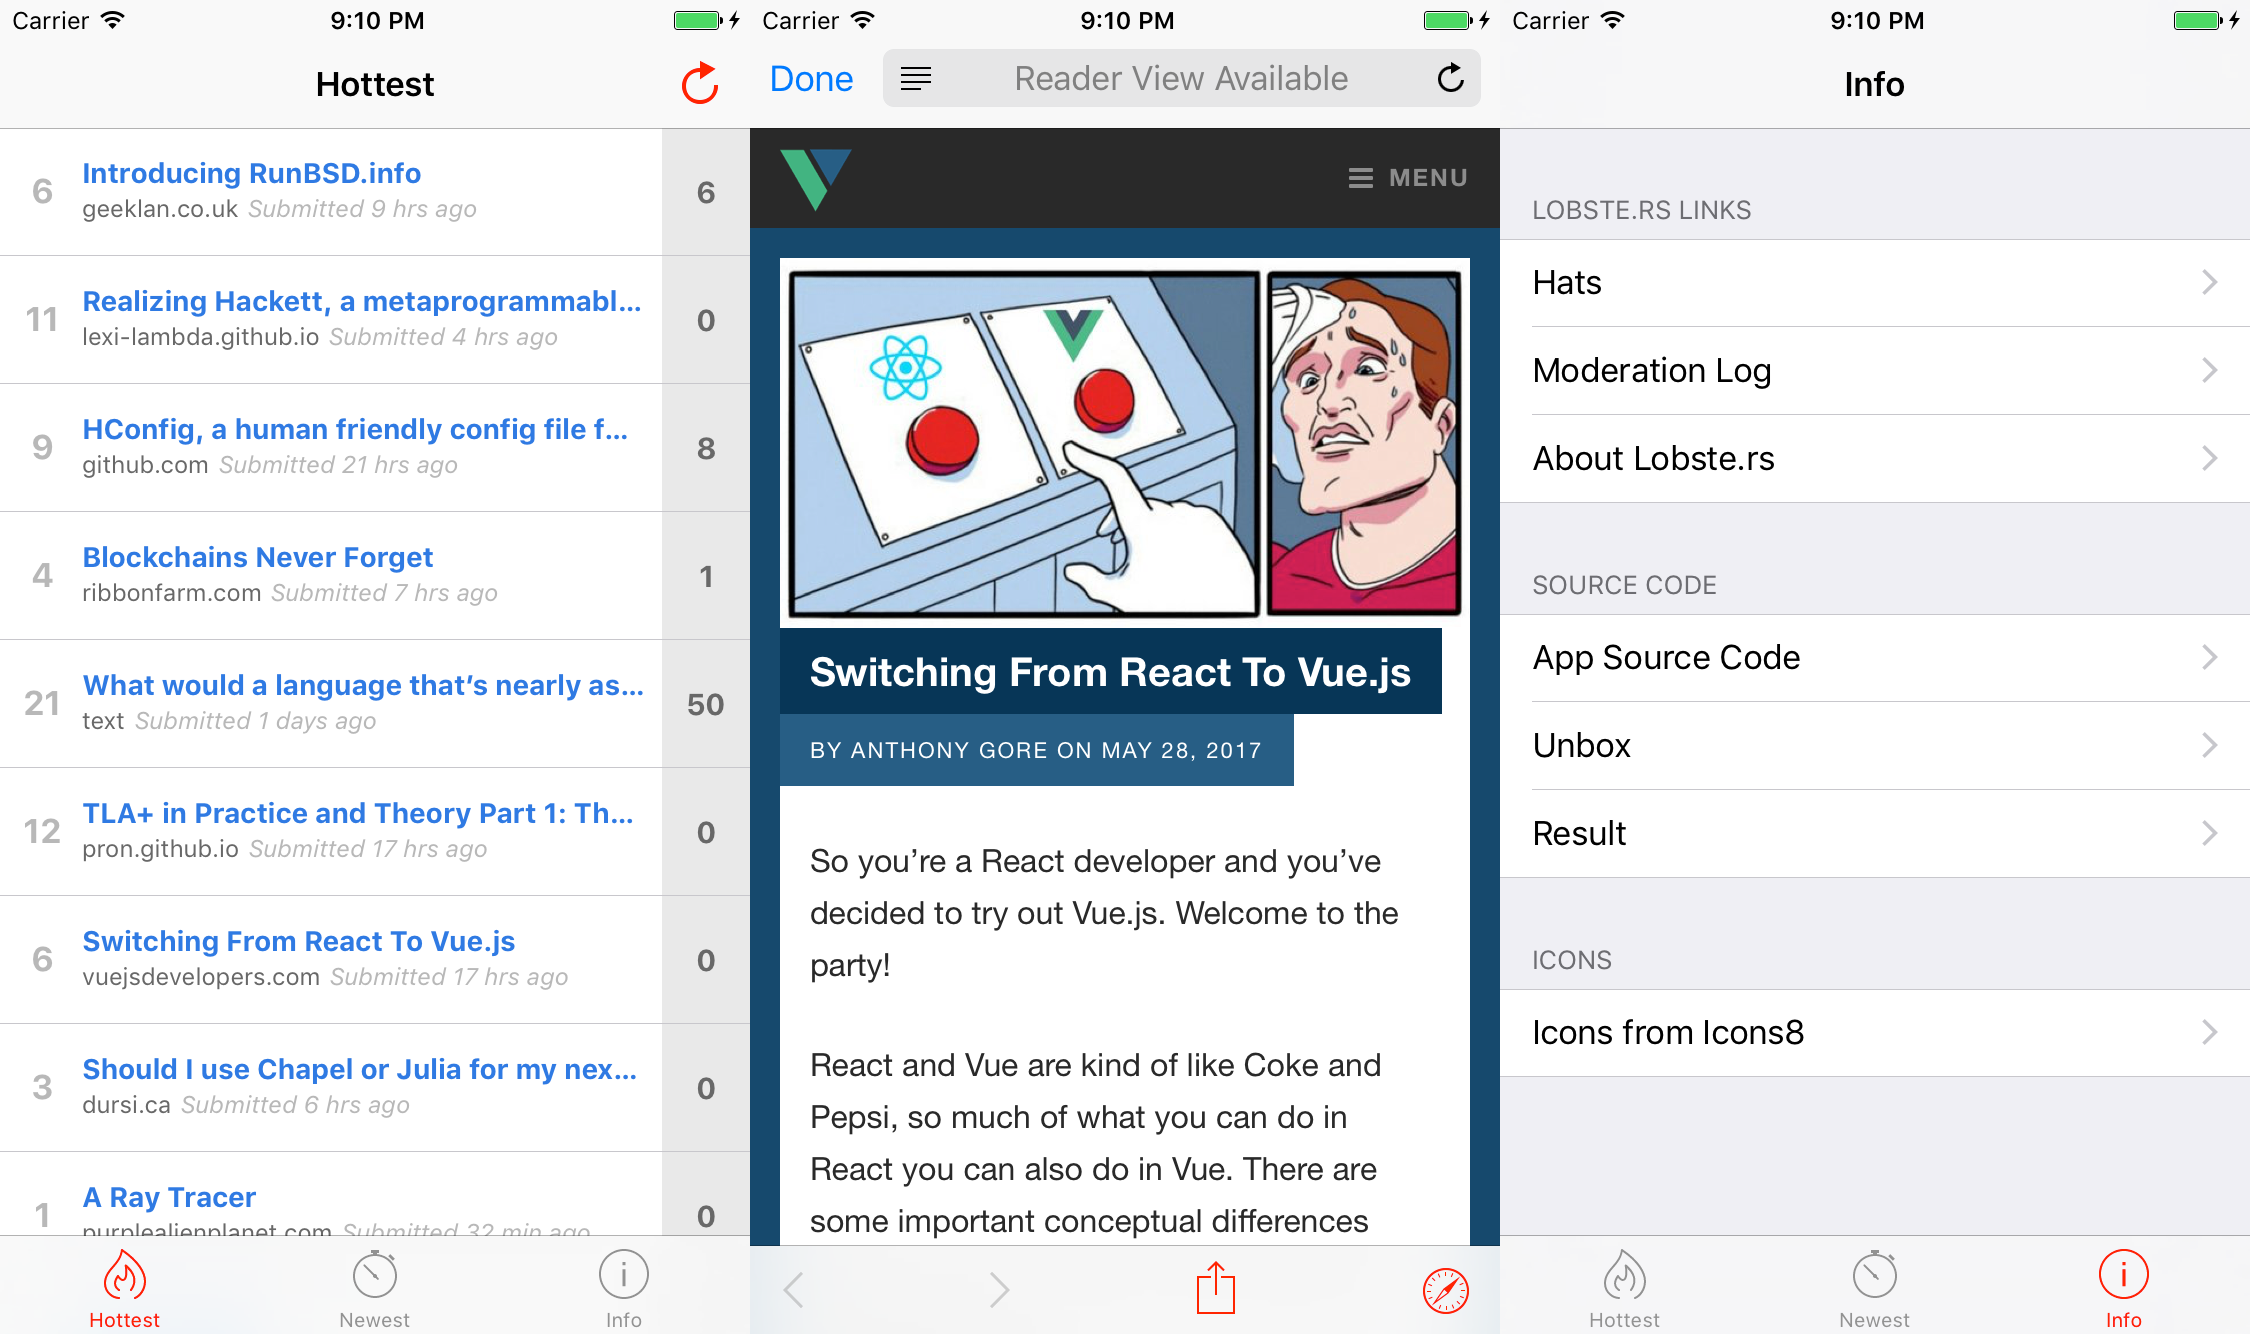 Carrier 9:10 PM
Hottest
6 Introducing RunBSD.info 6
geeklan.co.uk Submitted 9 hrs ago
11 Realizing Hackett, a metaprogrammabl... 0
lexi-lambda.github.io Submitted 4 hrs ago
9 HConfig, a human friendly config file f... 8
github.com Submitted 21 hrs ago
4 Blockchains Never Forget 1
ribbonfarm.com Submitted 7 hrs ago
21 What would a language that’s nearly as... 50
text Submitted 1 days ago
12 TLA+ in Practice and Theory Part 1: Th... 0
pron.github.io Submitted 17 hrs ago
6 Switching From React To Vue.js 0
vuejsdevelopers.com Submitted 17 hrs ago
3 Should I use Chapel or Julia for my nex... 0
dursi.ca Submitted 6 hrs ago
1 A Ray Tracer 0
purplealienplanet.com Submitted 32 min ago
Hottest Newest Info
Carrier 9:10 PM
Done Reader View Available
MENU
Switching From React To Vue.js
BY ANTHONY GORE ON MAY 28, 2017
So you’re a React developer and you’ve
decided to try out Vue.js. Welcome to the
party!
React and Vue are kind of like Coke and
Pepsi, so much of what you can do in
React you can also do in Vue. There are
some important conceptual differences
Carrier 9:10 PM
Info
LOBSTE.RS LINKS
Hats
Moderation Log
About Lobste.rs
SOURCE CODE
App Source Code
Unbox
Result
ICONS
Icons from Icons8
Hottest Newest Info